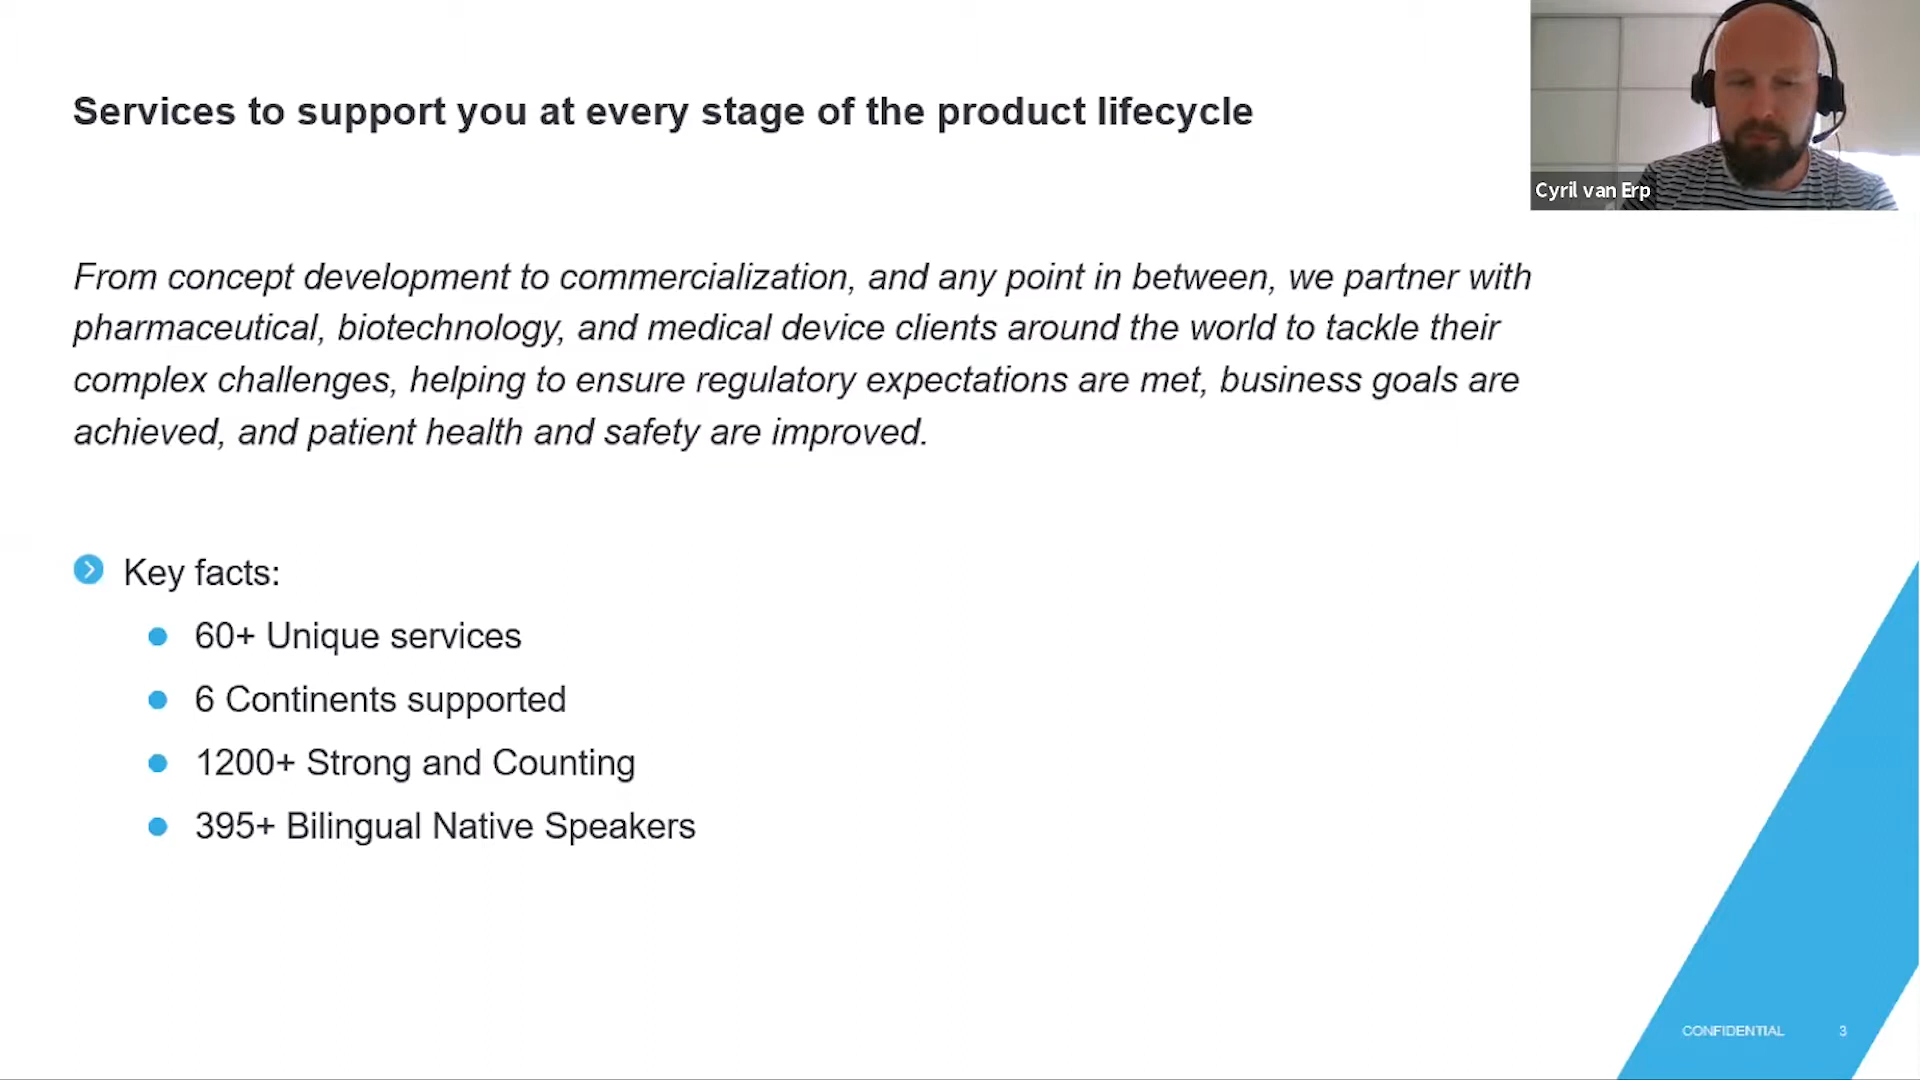 Services to support you at every stage of the product lifecycle
Cyril van Erp
From concept development to commercialization, and any point in between, we partner with
pharmaceutical, biotechnology, and medical device clients around the world to tackle their
complex challenges, helping to ensure regulatory expectations are met, business goals are
achieved, and patient health and safety are improved.
Key facts:
60+ Unique services
6 Continents supported
1200+ Strong and Counting
395+ Bilingual Native Speakers
CONFIDENTIAL 3